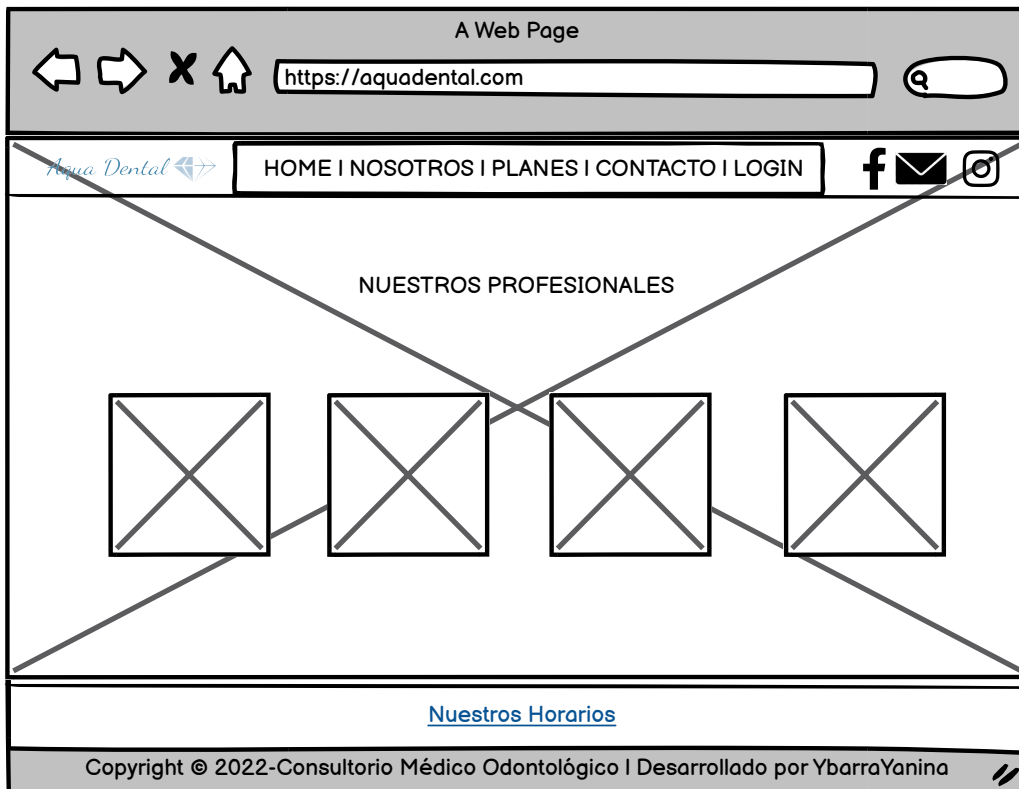 A Web Page
https://aquadental.com
Aqua Dental
HOME | NOSOTROS | PLANES | CONTACTO | LOGIN
NUESTROS PROFESIONALES
Nuestros Horarios
Copyright © 2022-Consultorio Médico Odontológico | Desarrollado por YbarraYanina